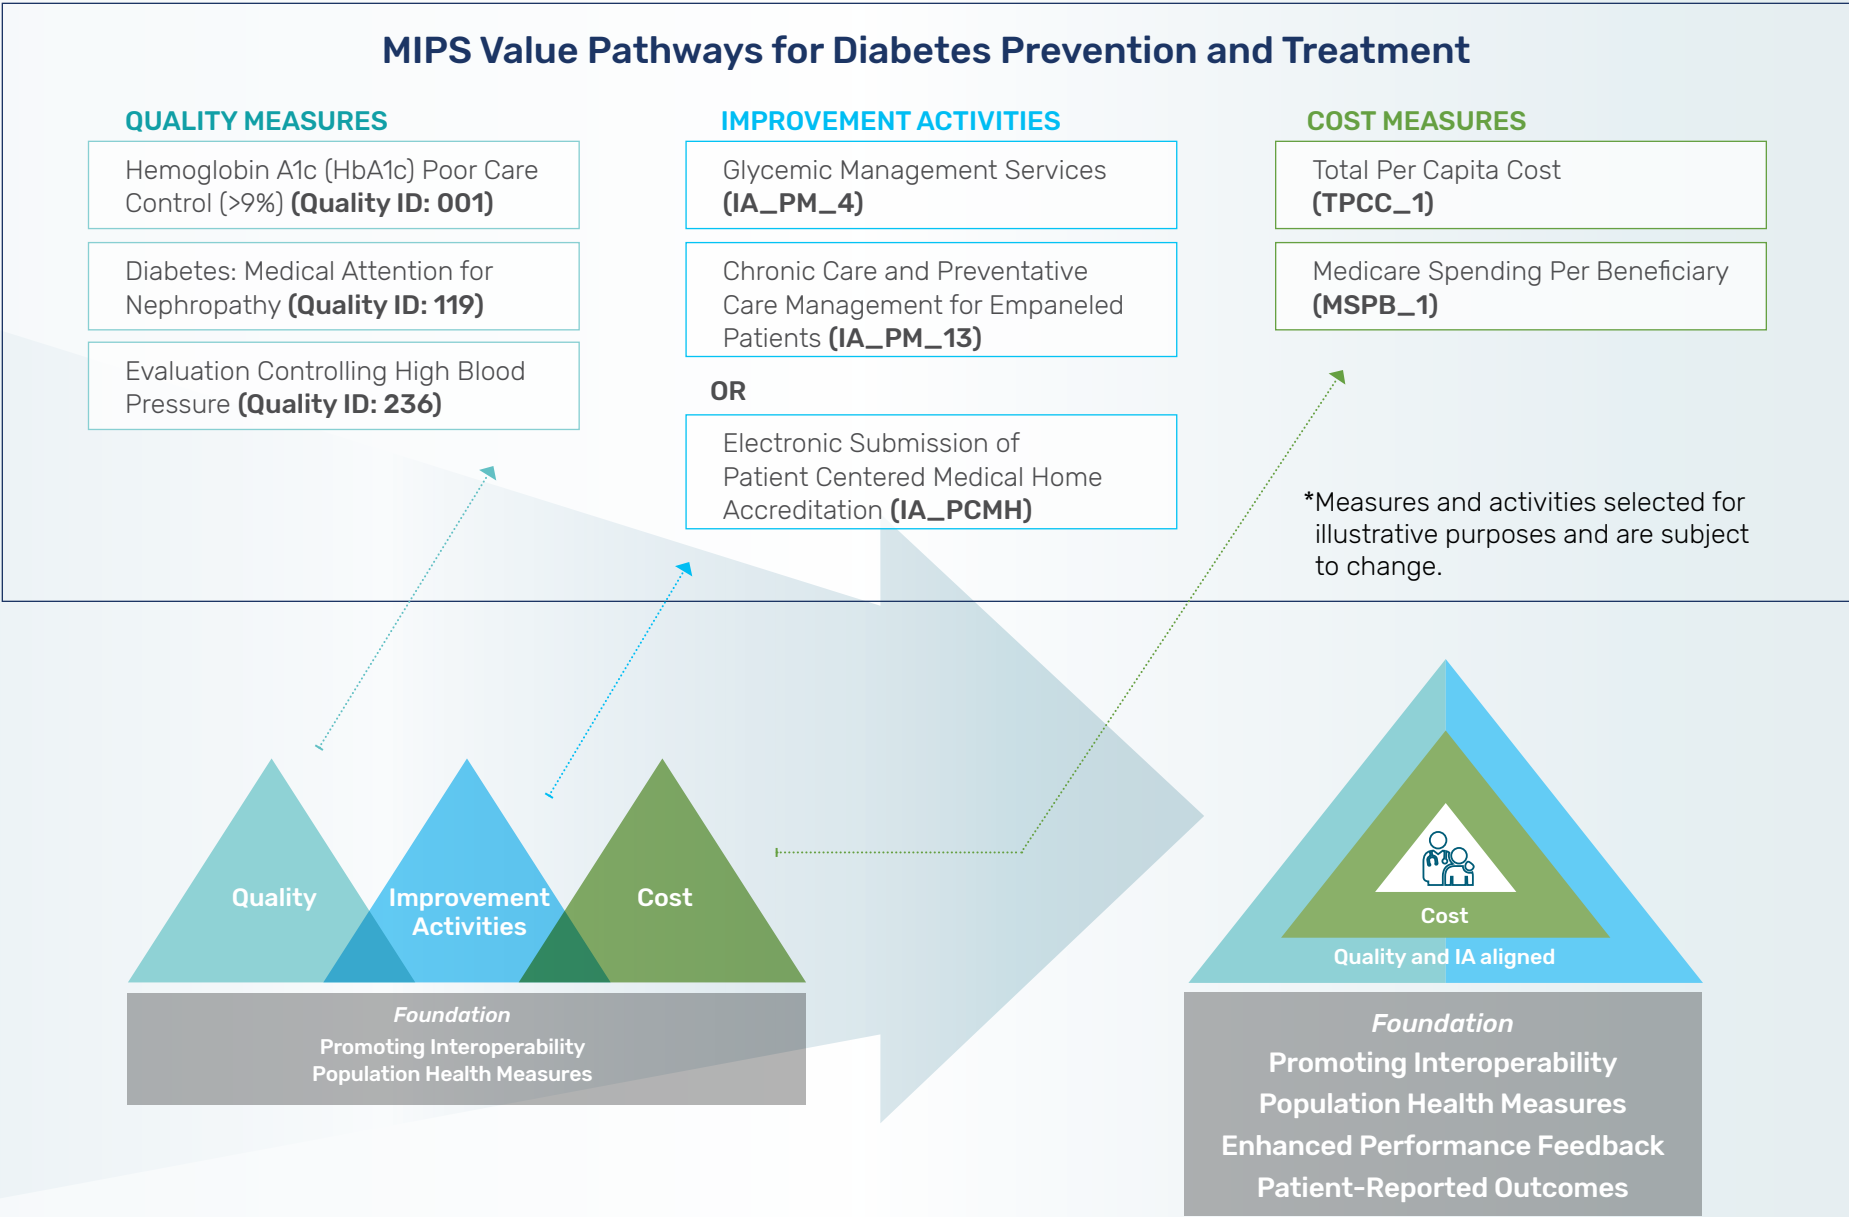 MIPS Value Pathways for Diabetes Prevention and Treatment
QUALITY MEASURES
Hemoglobin A1c (HbA1c) Poor Care
Control (>9%) (Quality ID: 001)
Diabetes: Medical Attention for
Nephropathy (Quality ID: 119)
Evaluation Controlling High Blood
Pressure (Quality ID: 236)
IMPROVEMENT ACTIVITIES
Glycemic Management Services
(IA_PM_4)
Chronic Care and Preventative
Care Management for Empaneled
Patients (IA_PM_13)
OR
Electronic Submission of
Patient Centered Medical Home
Accreditation (IA_PCMH)
COST MEASURES
Total Per Capita Cost
(TPCC_1)
Medicare Spending Per Beneficiary
(MSPB_1)
*Measures and activities selected for
illustrative purposes and are subject
to change.
Quality
Improvement
Activities
Cost
Foundation
Promoting Interoperability
Population Health Measures
Cost
Quality and IA aligned
Foundation
Promoting Interoperability
Population Health Measures
Enhanced Performance Feedback
Patient-Reported Outcomes